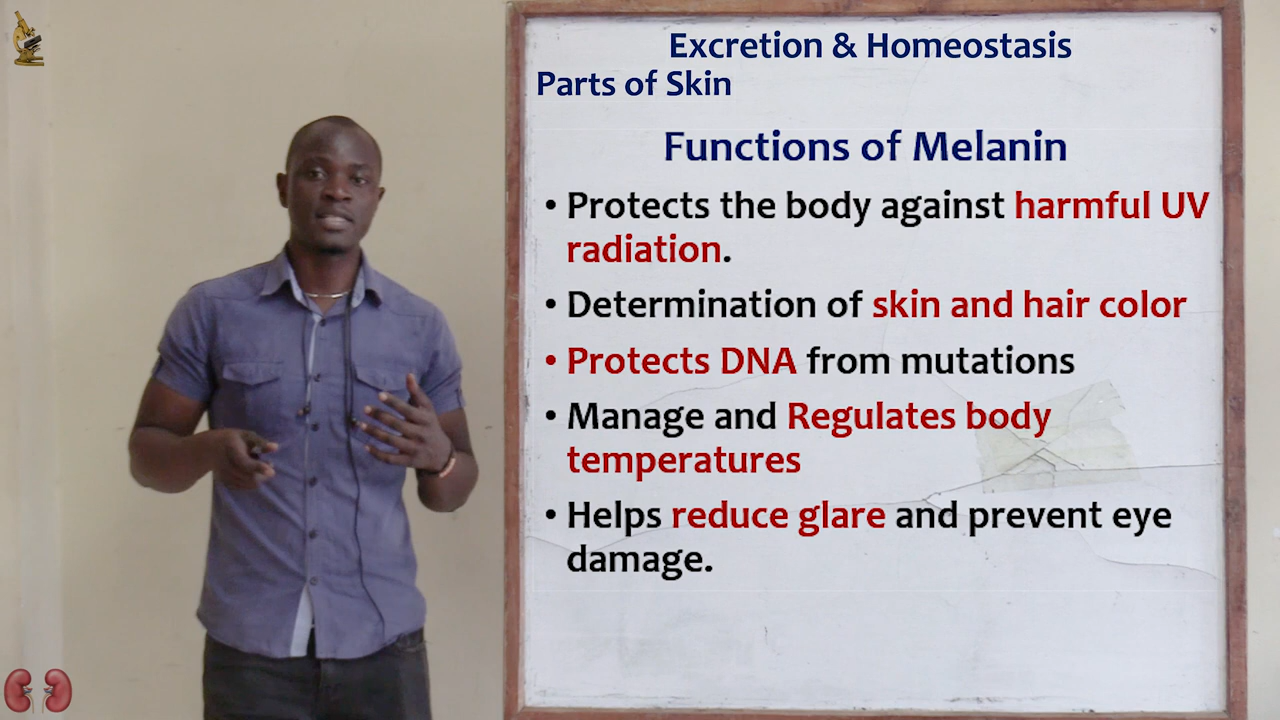 Excretion & Homeostasis
Parts of Skin
Functions of Melanin
• Protects the body against harmful UV
radiation.
• Determination of skin and hair color
• Protects DNA from mutations
• Manage and Regulates body
temperatures
• Helps reduce glare and prevent eye
damage.